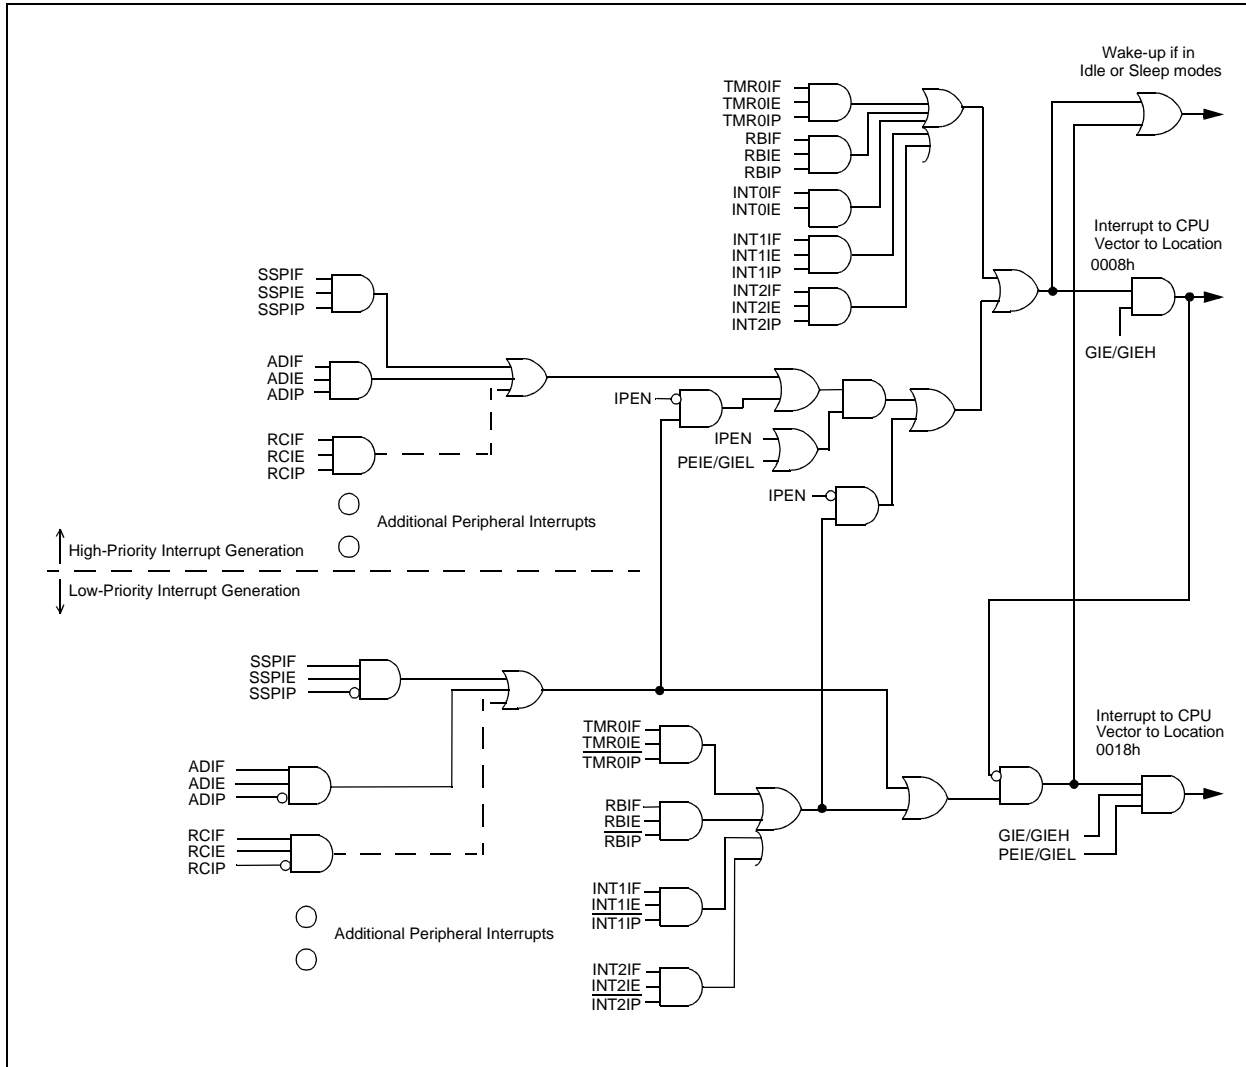 Wake-up if in
Idle or Sleep modes
TMR0IF
TMR0IE
TMR0IP
RBIF
RBIE
RBIP
INT0IF
INT0IE
INT1IF
INT1IE
INT1IP
INT2IF
INT2IE
INT2IP
Interrupt to CPU
Vector to Location
0008h
GIE/GIEH
SSPIF
SSPIE
SSPIP
ADIF
ADIE
ADIP
RCIF
RCIE
RCIP
IPEN
IPEN
PEIE/GIEL
IPEN
Additional Peripheral Interrupts
High-Priority Interrupt Generation
Low-Priority Interrupt Generation
SSPIF
SSPIE
SSPIP
ADIF
ADIE
ADIP
RCIF
RCIE
RCIP
Additional Peripheral Interrupts
TMR0IF
TMR0IE
TMR0IP
RBIF
RBIE
RBIP
INT1IF
INT1IE
INT1IP
INT2IF
INT2IE
INT2IP
Interrupt to CPU
Vector to Location
0018h
GIE/GIEH
PEIE/GIEL